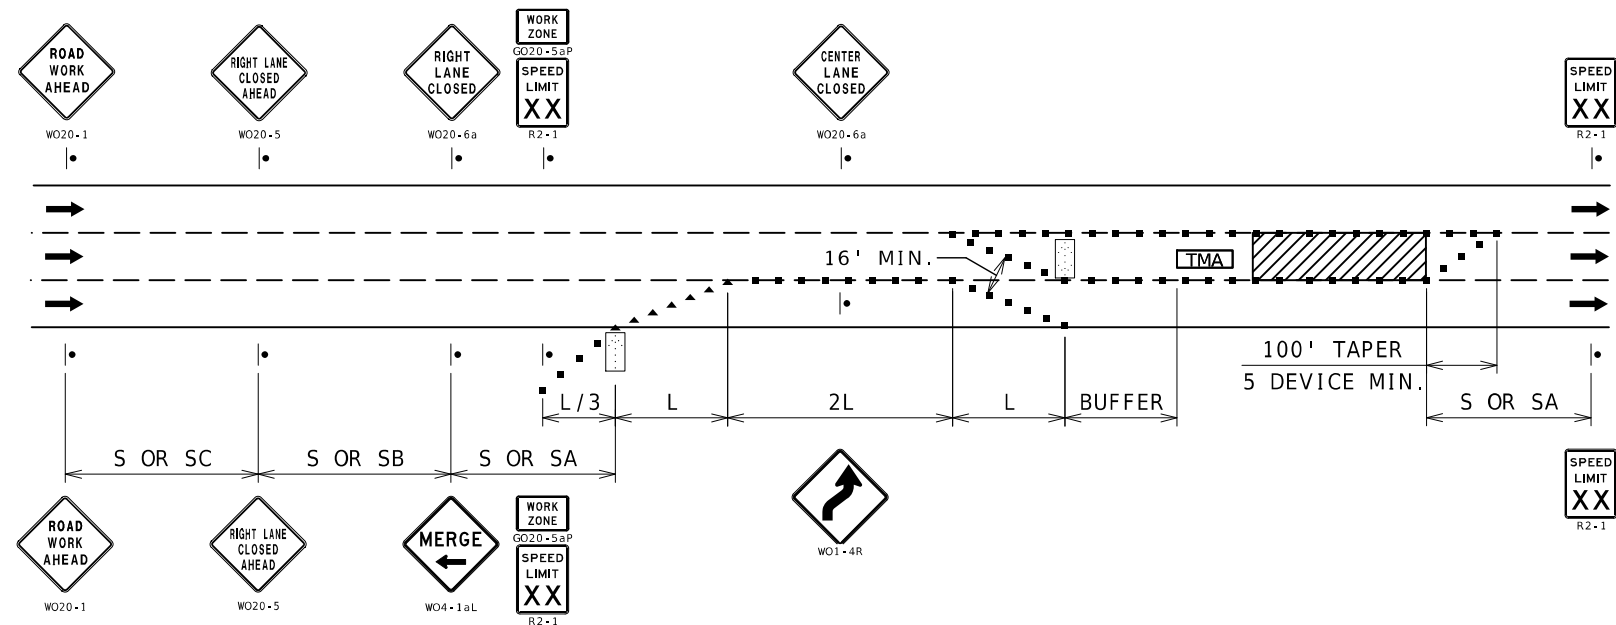 ROAD
WORK
AHEAD
WO20-1
RIGHT LANE
CLOSED
AHEAD
WO20-5
RIGHT
LANE
CLOSED
WO20-6a
WORK
ZONE
GO20-5aP
SPEED
LIMIT
XX
R2-1
CENTER
LANE
CLOSED
WO20-6a
SPEED
LIMIT
XX
R2-1
16' MIN.
TMA
100' TAPER
5 DEVICE MIN.
L/3
L
2L
L
BUFFER
S OR SA
S OR SC
S OR SB
S OR SA
ROAD
WORK
AHEAD
WO20-1
RIGHT LANE
CLOSED
AHEAD
WO20-5
MERGE
WO4-1aL
WORK
ZONE
GO20-5aP
SPEED
LIMIT
XX
R2-1
WO1-4R
SPEED
LIMIT
XX
R2-1